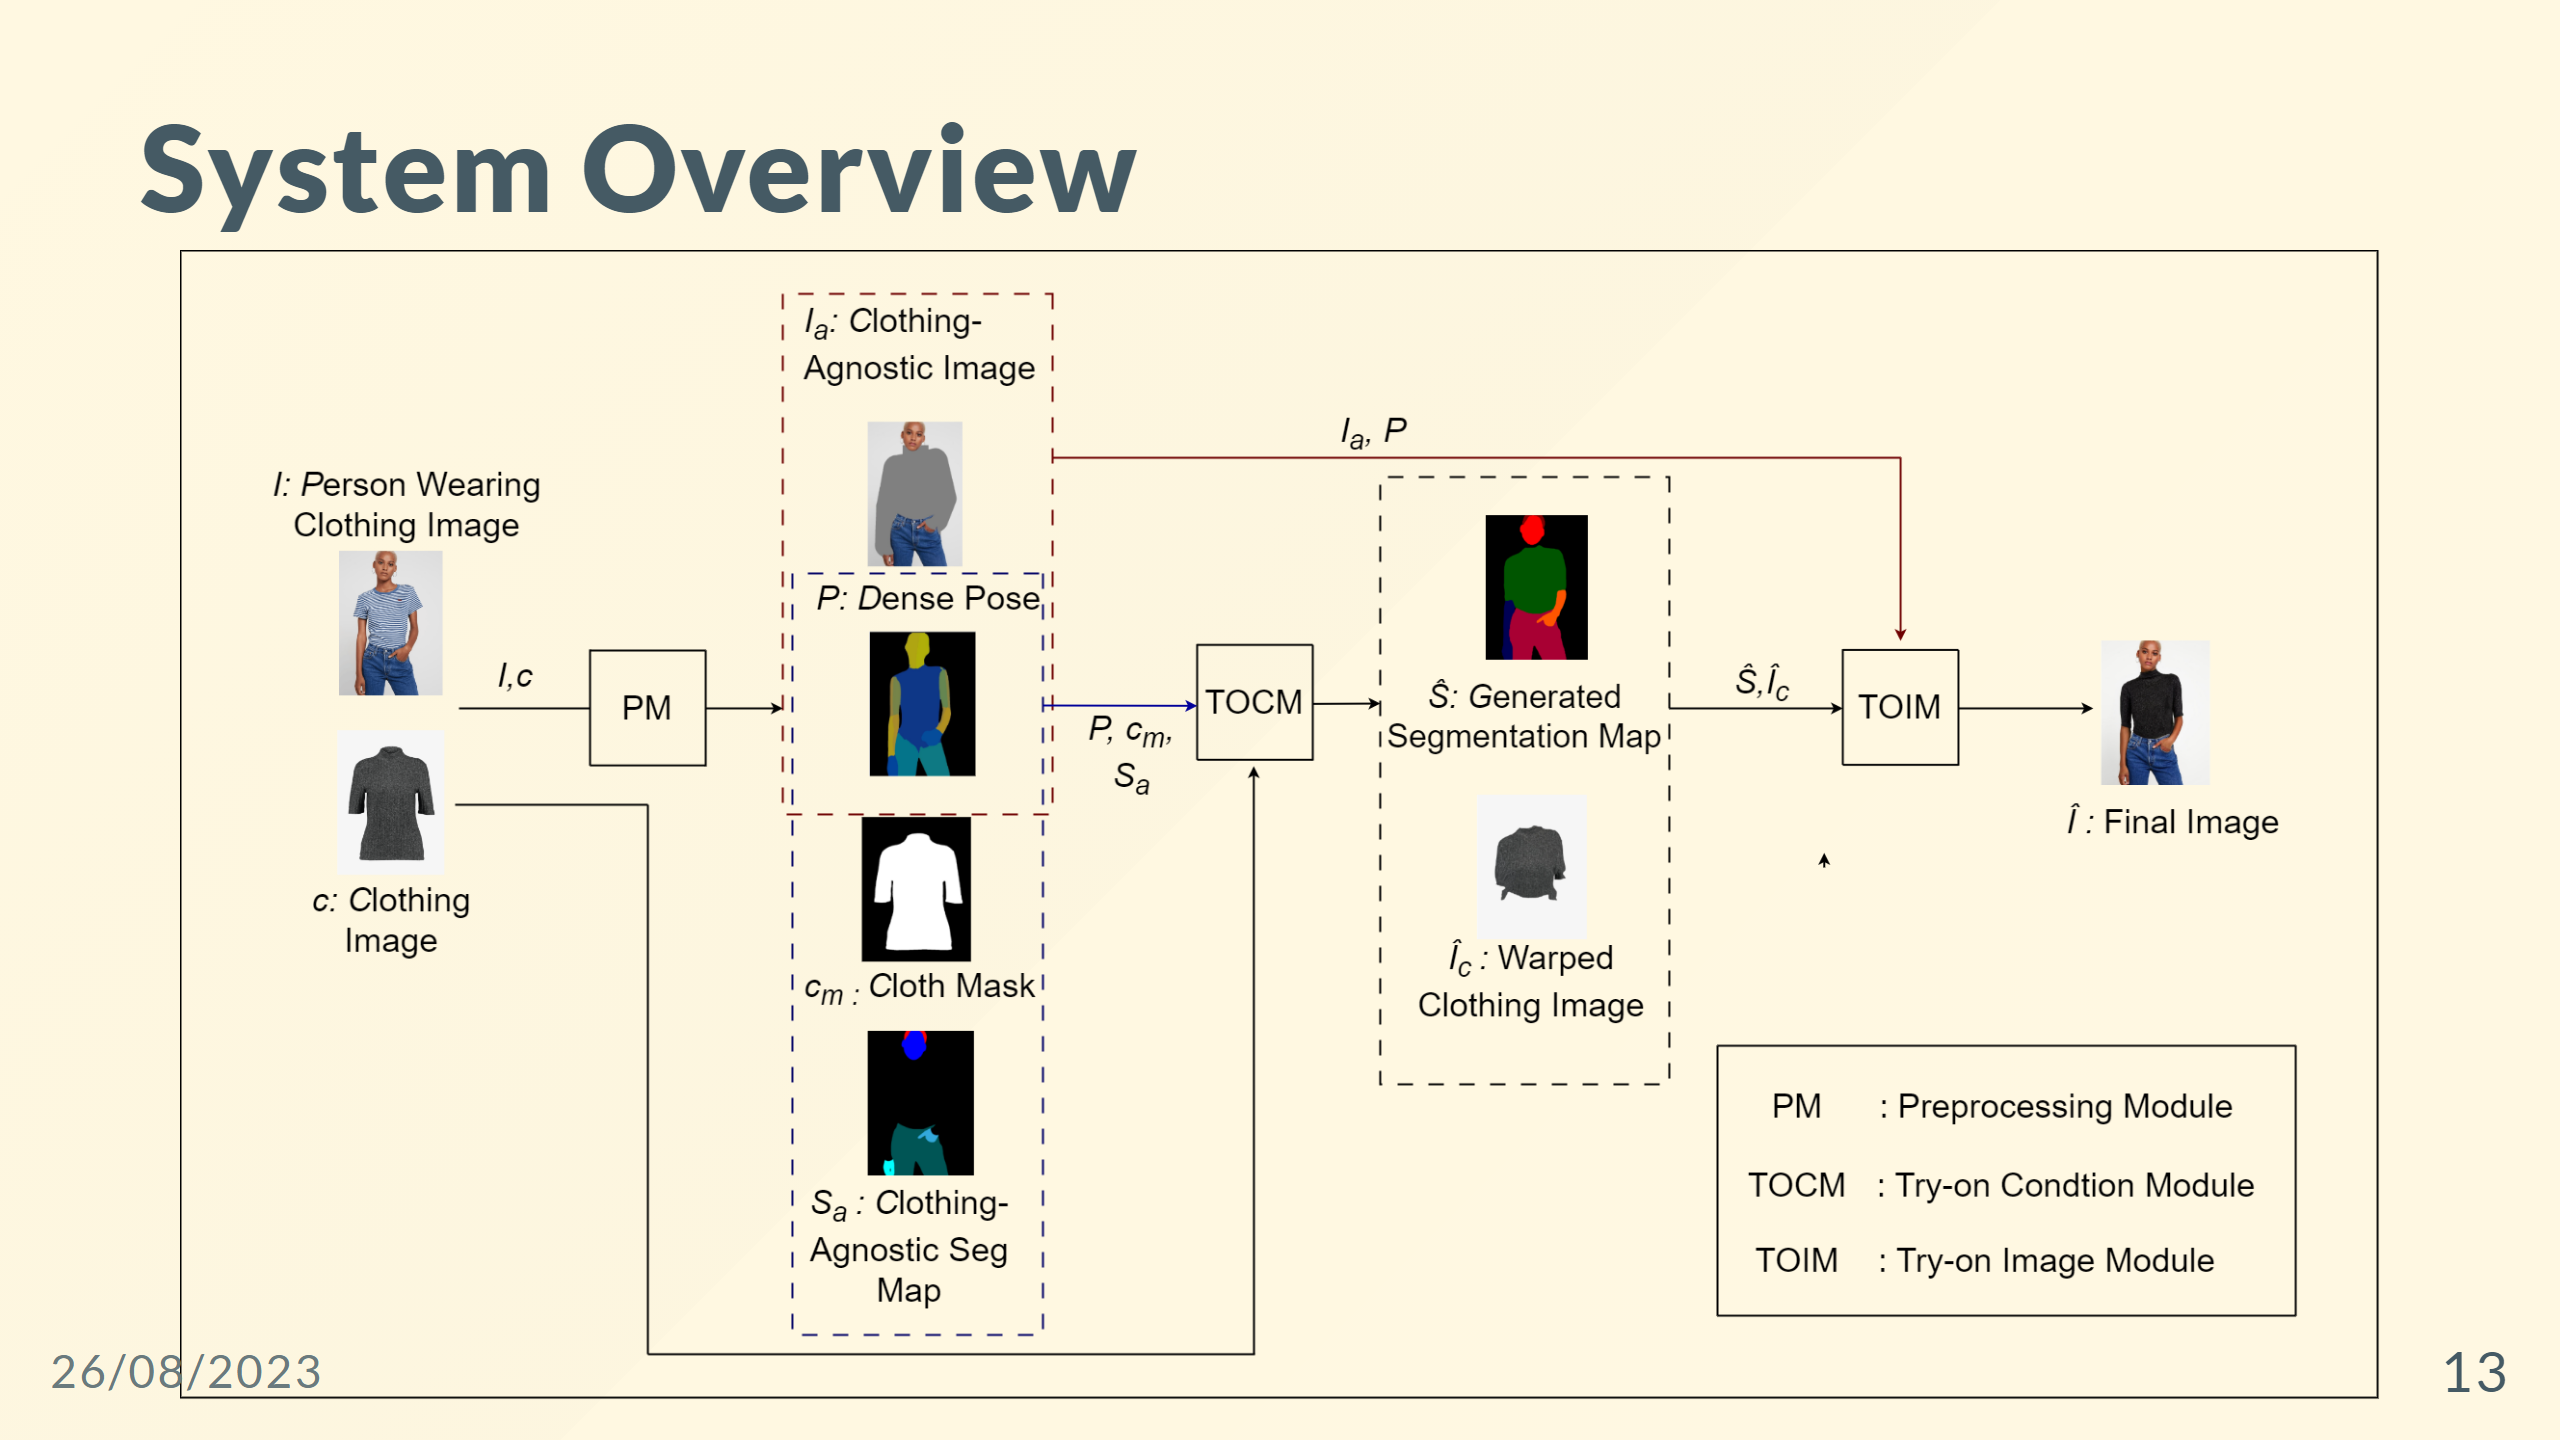 System Overview
I: Person Wearing
Clothing Image
I,c
c: Clothing
Image
PM
Iₐ: Clothing-
Agnostic Image
P: Dense Pose
cₘ : Cloth Mask
Sₐ : Clothing-
Agnostic Seg
Map
Iₐ, P
P, cₘ,
Sₐ
TOCM
Ŝ: Generated
Segmentation Map
Î_c : Warped
Clothing Image
Ŝ,Î_c
TOIM
Î : Final Image
PM : Preprocessing Module
TOCM : Try-on Condtion Module
TOIM : Try-on Image Module
26/08/2023
13